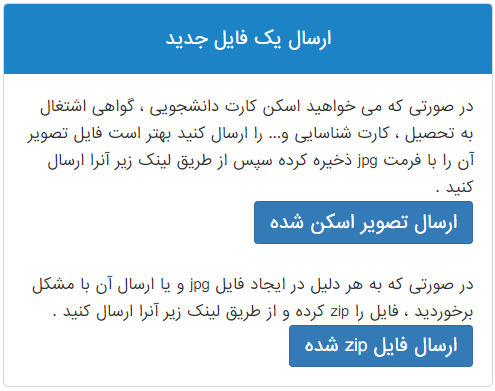 ارسال یک فایل جدید
در صورتی که می خواهید اسکن کارت دانشجویی ، گواهی اشتغال
به تحصیل ، کارت شناسایی و... را ارسال کنید بهتر است فایل تصویر
آن را با فرمت jpg ذخیره کرده سپس از طریق لینک زیر آنرا ارسال
کنید .
ارسال تصویر اسکن شده
در صورتی که به هر دلیل در ایجاد فایل jpg و یا ارسال آن با مشکل
برخوردید ، فایل را zip کرده و از طریق لینک زیر آنرا ارسال کنید .
ارسال فایل zip شده